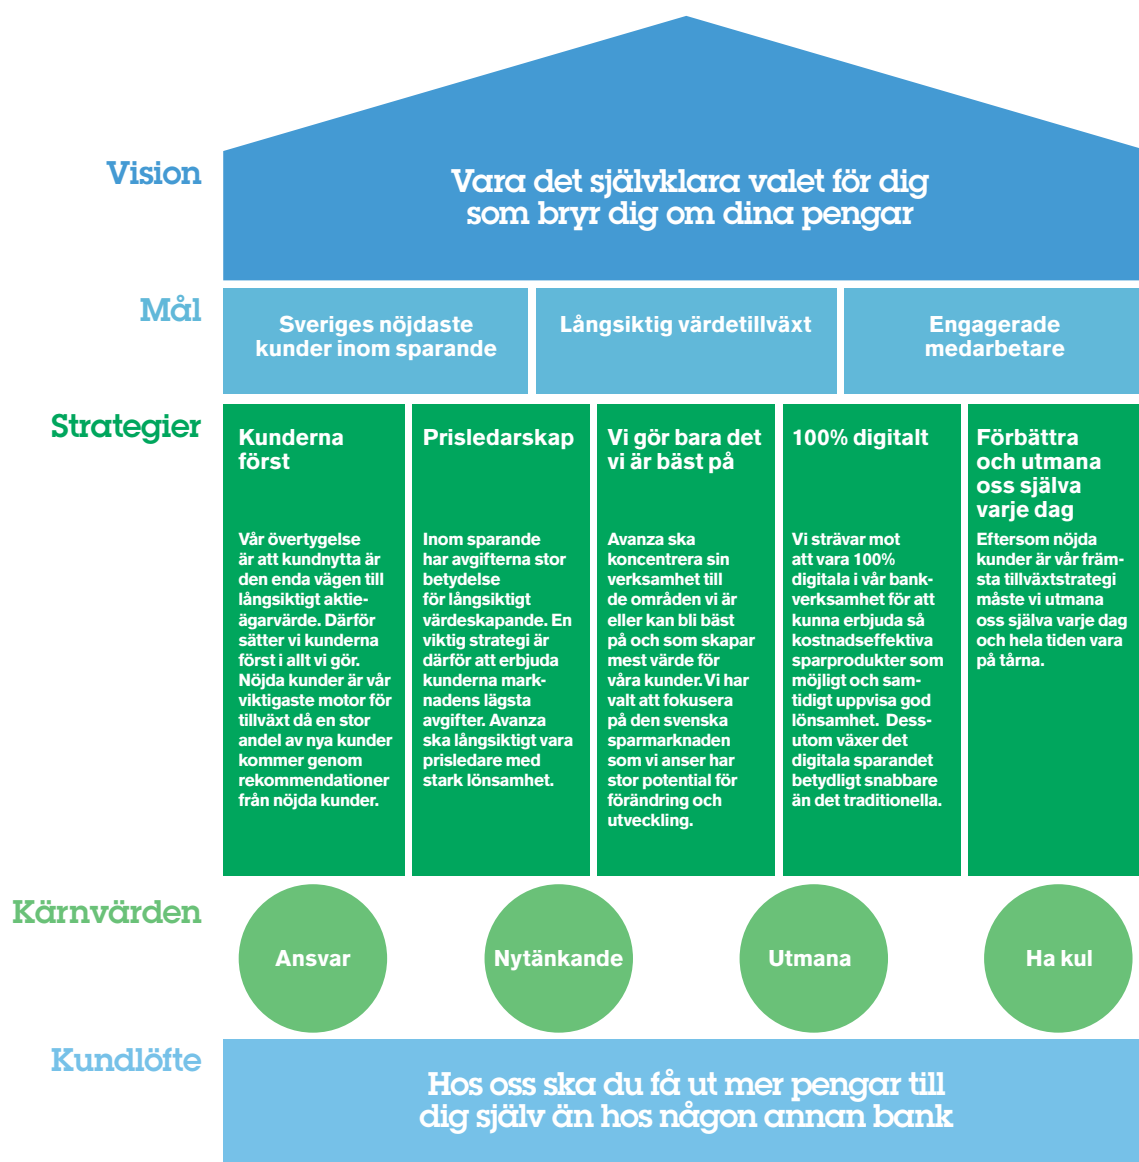 Vision
Vara det självklara valet för dig
som bryr dig om dina pengar
Mål
Sveriges nöjdaste
kunder inom sparande
Långsiktig värdetillväxt
Engagerade
medarbetare
Strategier
Kunderna
först
Vår övertygelse
är att kundnytta är
den enda vägen till
långsiktigt aktie-
ägarvärde. Därför
sätter vi kunderna
först i allt vi gör.
Nöjda kunder är vår
viktigaste motor för
tillväxt då en stor
andel av nya kunder
kommer genom
rekommendationer
från nöjda kunder.
Prisledarskap
Inom sparande
har avgifterna stor
betydelse
för långsiktigt
värdeskapande. En
viktig strategi är
därför att erbjuda
kunderna mark-
nadens lägsta
avgifter. Avanza
ska långsiktigt vara
prisledare med
stark lönsamhet.
Vi gör bara det
vi är bäst på
Avanza ska
koncentrera sin
verksamhet till
de områden vi är
eller kan bli bäst
på och som skapar
mest värde för
våra kunder. Vi har
valt att fokusera
på den svenska
sparmarknaden
som vi anser har
stor potential för
förändring och
utveckling.
100% digitalt
Vi strävar mot
att vara 100%
digitala i vår bank-
verksamhet för att
kunna erbjuda så
kostnadseffektiva
sparprodukter som
möjligt och sam-
tidigt uppvisa god
lönsamhet. Dess-
utom växer det
digitala sparandet
betydligt snabbare
än det traditionella.
Förbättra
och utmana
oss själva
varje dag
Eftersom nöjda
kunder är vår främ-
sta tillväxtstrategi
måste vi utmana
oss själva varje dag
och hela tiden vara
på tårna.
Kärnvärden
Ansvar
Nytänkande
Utmana
Ha kul
Kundlöfte
Hos oss ska du få ut mer pengar till
dig själv än hos någon annan bank